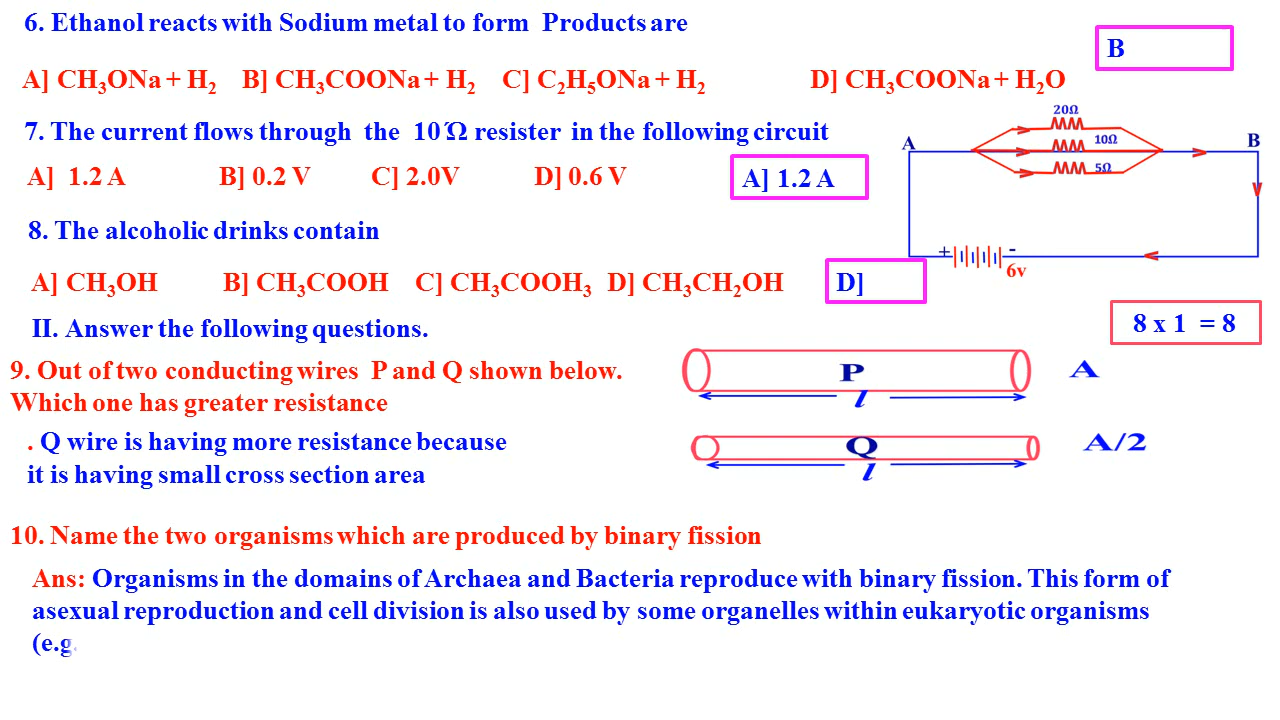 6. Ethanol reacts with Sodium metal to form Products are
B
A] CH₃ONa + H₂ B] CH₃COONa + H₂ C] C₂H₅ONa + H₂ D] CH₃COONa + H₂O
7. The current flows through the 10 Ώ resister in the following circuit
A] 1.2 A B] 0.2 V C] 2.0V D] 0.6 V
A] 1.2 A
20Ω
10Ω
5Ω
A
B
+
-
6v
8. The alcoholic drinks contain
A] CH₃OH B] CH₃COOH C] CH₃COOH₃ D] CH₃CH₂OH
D]
II. Answer the following questions.
8 x 1 = 8
9. Out of two conducting wires P and Q shown below.
Which one has greater resistance
P
l
A
Q
l
A/2
. Q wire is having more resistance because
it is having small cross section area
10. Name the two organisms which are produced by binary fission
Ans: Organisms in the domains of Archaea and Bacteria reproduce with binary fission. This form of
asexual reproduction and cell division is also used by some organelles within eukaryotic organisms
(e.g.